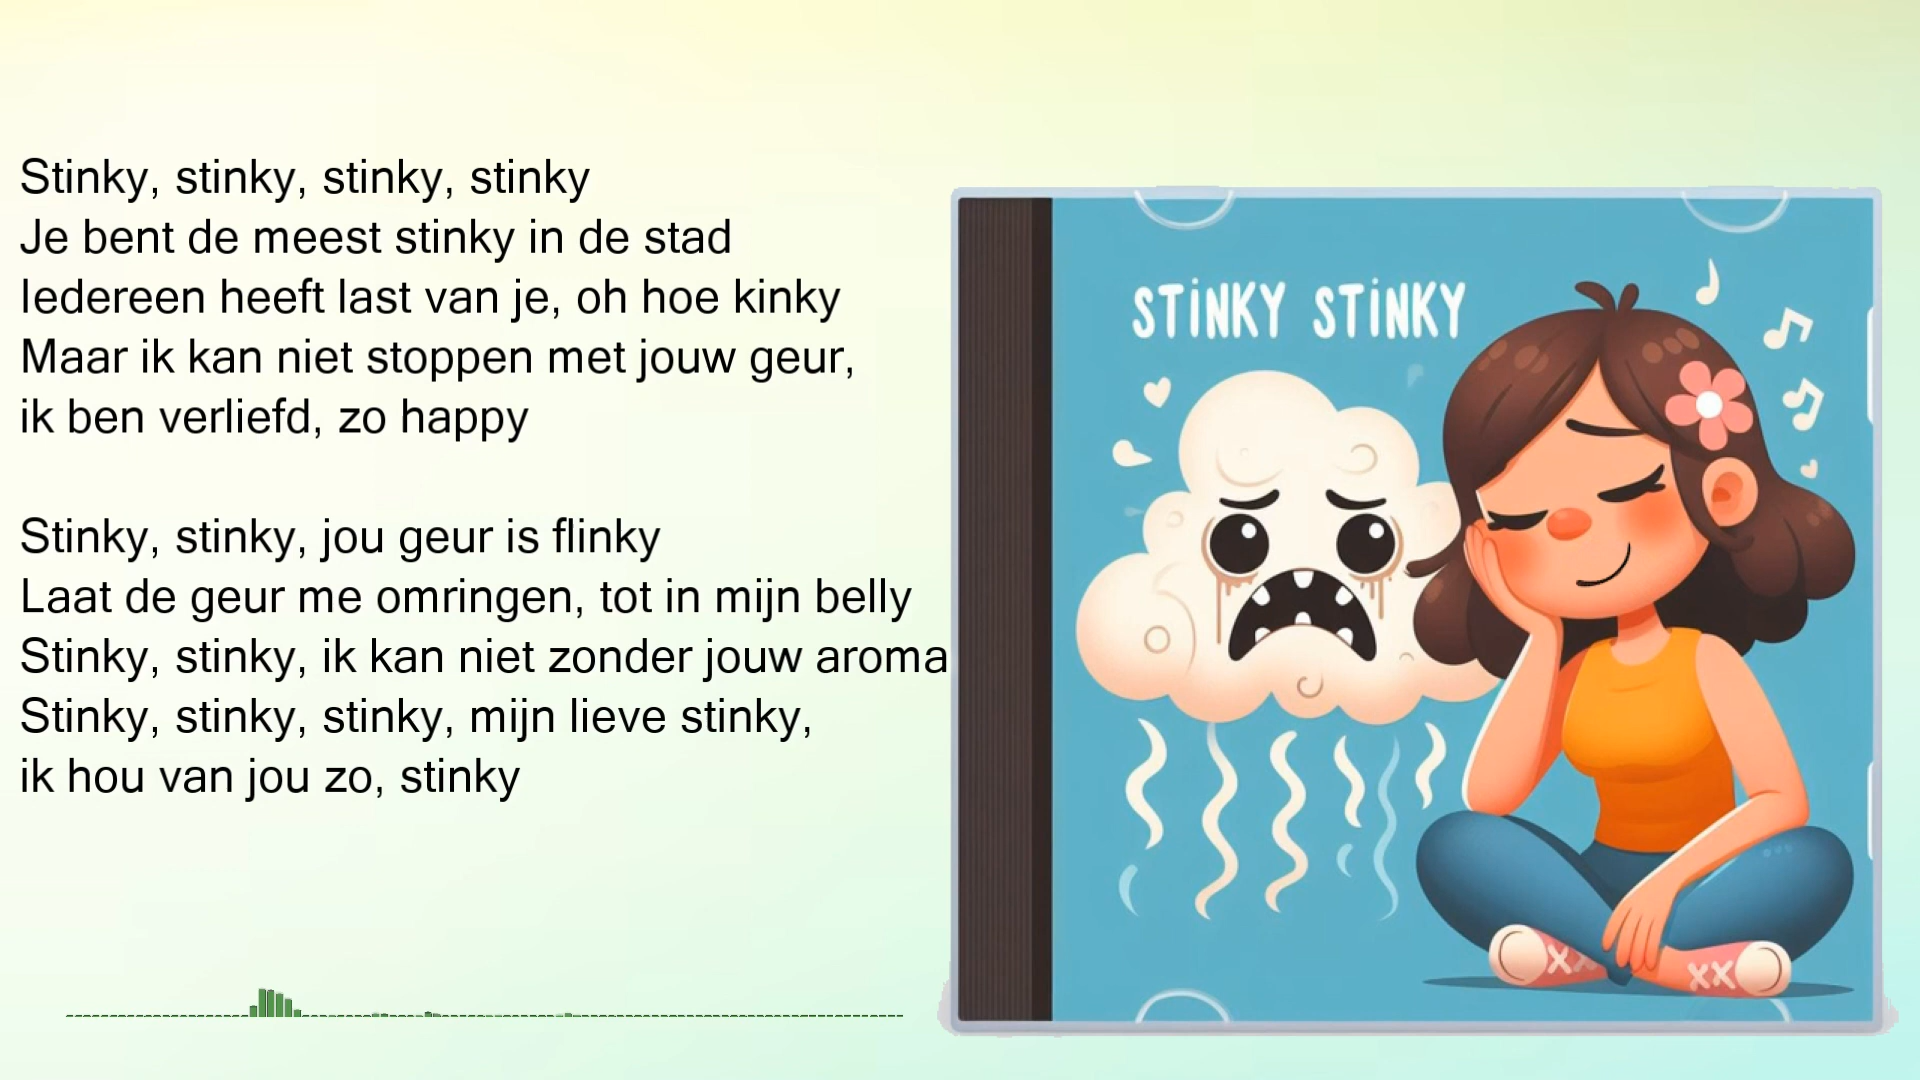 Stinky, stinky, stinky, stinky
Je bent de meest stinky in de stad
Iedereen heeft last van je, oh hoe kinky
Maar ik kan niet stoppen met jouw geur,
ik ben verliefd, zo happy
Stinky, stinky, jou geur is flinky
Laat de geur me omringen, tot in mijn belly
Stinky, stinky, ik kan niet zonder jouw aroma
Stinky, stinky, stinky, mijn lieve stinky,
ik hou van jou zo, stinky
STiNKY STiNKY